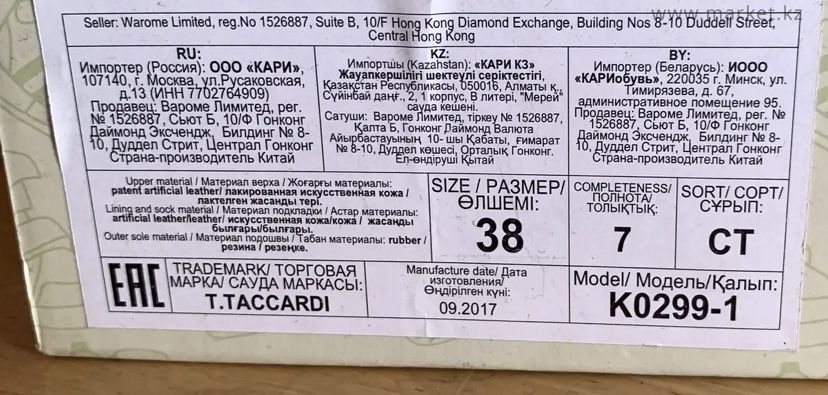 www.market.kz
Seller: Warome Limited, reg.No 1526887, Suite B, 10/F Hong Kong Diamond Exchange, Building Nos 8-10 Duddell Street,
Central Hong Kong
RU:
Импортер (Россия): ООО «КАРИ»,
107140, г. Москва, ул.Русаковская,
д.13 (ИНН 7702764909)
Продавец: Вароме Лимитед, рег.
№ 1526887, Сьют Б, 10/Ф Гонконг
Даймонд Эксчендж, Билдинг № 8-
10, Дуддел Стрит, Централ Гонконг
Страна-производитель Китай
KZ:
Импортшы (Kazahstan): «КАРИ КЗ»
Жауапкершілігі шектеулі серіктестігі,
Қазақстан Республикасы, 050016, Алматы қ.,
Сүйінбай даңғ., 2, 1 корпус, В литері, "Мерей"
сауда кешені.
Сатушы: Вароме Лимитед, тіркеу № 1526887,
Қалта Б, Гонконг Даймонд Валюта
Айырбастауының 10-шы Қабаты, ғимарат
№ 8-10, Дуддел көшесі, Орталық Гонконг.
Ел-өндіруші Қытай
BY:
Импортер (Беларусь): ИООО
«КАРИобувь», 220035 г. Минск, ул.
Тимирязева, д. 67,
административное помещение 95.
Продавец: Вароме Лимитед, рег.
№ 1526887, Сьют Б, 10/Ф Гонконг
Даймонд Эксчендж, Билдинг № 8-
10, Дуддел Стрит, Централ Гонконг
Страна-производитель Китай
Upper material / Материал верха / Жоғарғы материалы:
patent artificial leather/ лакированная искусственная кожа /
лактелген жасанды тері.
Lining and sock material / Материал подкладки / Астар материалы:
artificial leather/leather/ искусственная кожа/кожа / жасанды
былғары/былғары.
Outer sole material / Материал подошвы / Табан материалы: rubber /
резина / резеңке.
SIZE / РАЗМЕР/
ӨЛШЕМІ:
38
COMPLETENESS/
ПОЛНОТА/
ТОЛЫҚТЫҚ:
7
SORT/ СОРТ/
СҰРЫП:
СТ
EAC
TRADEMARK/ ТОРГОВАЯ
МАРКА/ САУДА МАРКАСЫ:
T.TACCARDI
Manufacture date/ Дата
изготовления/
Өндірілген күні:
09.2017
Model/ Модель/Қалып:
K0299-1